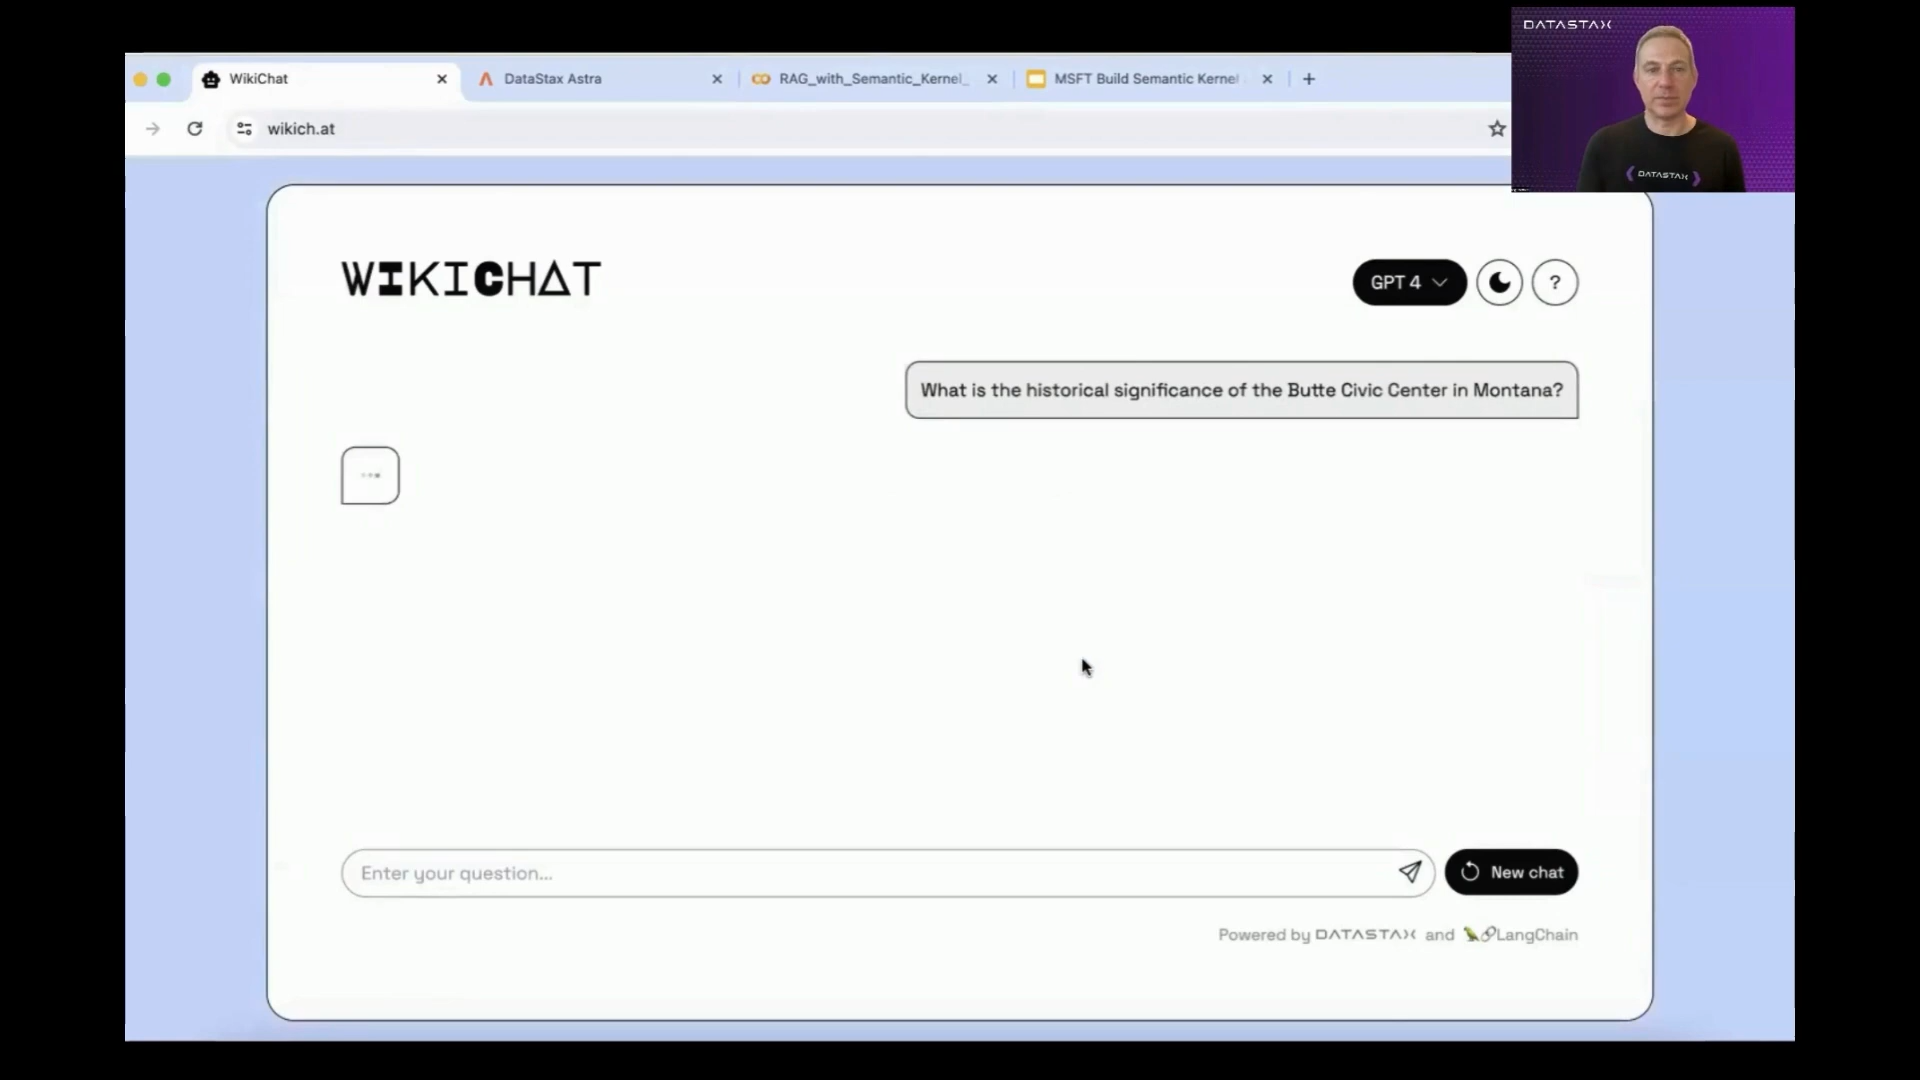 DATASTAX
WikiChat
DataStax Astra
RAG_with_Semantic_Kernel_
MSFT Build Semantic Kernel
wikich.at
DATASTAX
WIKICHAT
GPT 4
?
What is the historical significance of the Butte Civic Center in Montana?
Enter your question...
New chat
Powered by DATASTAX and LangChain